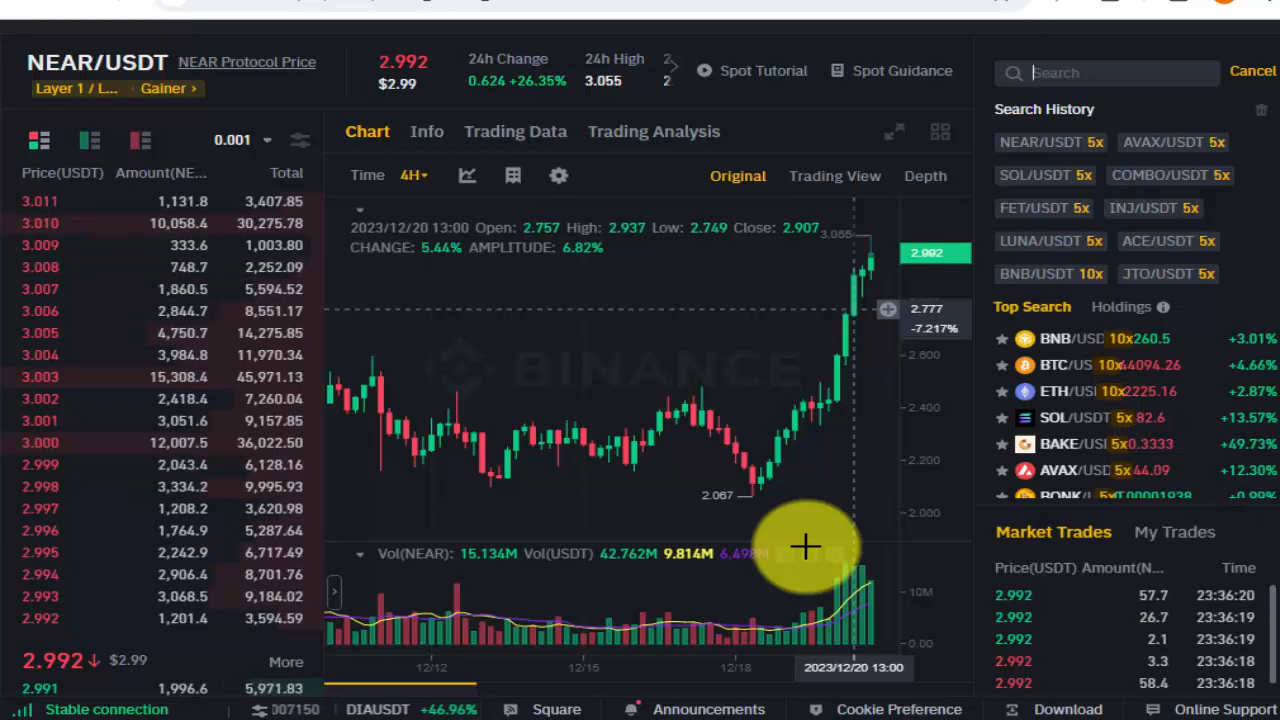 NEAR/USDT NEAR Protocol Price
Layer 1 / L... Gainer ›
2.992
$2.99
24h Change
0.624 +26.35%
24h High
3.055
Spot Tutorial
Spot Guidance
Search
Cancel
Search History
NEAR/USDT 5x AVAX/USDT 5x
SOL/USDT 5x COMBO/USDT 5x
FET/USDT 5x INJ/USDT 5x
LUNA/USDT 5x ACE/USDT 5x
BNB/USDT 10x JTO/USDT 5x
Top Search Holdings
BNB/USD 10x 260.5 +3.01%
BTC/US 10x 44094.26 +4.66%
ETH/US 10x 2225.16 +2.87%
SOL/USDT 5x 82.6 +13.57%
BAKE/US 5x 0.3333 +49.73%
AVAX/USD 5x 44.09 +12.30%
0.001
Price(USDT) Amount(NE... Total
3.011 1,131.8 3,407.85
3.010 10,058.4 30,275.78
3.009 333.6 1,003.80
3.008 748.7 2,252.09
3.007 1,860.5 5,594.52
3.006 2,844.7 8,551.17
3.005 4,750.7 14,275.85
3.004 3,984.8 11,970.34
3.003 15,308.4 45,971.13
3.002 2,418.4 7,260.04
3.001 3,051.6 9,157.85
3.000 12,007.5 36,022.50
2.999 2,043.4 6,128.16
2.998 3,334.2 9,995.93
2.997 1,208.2 3,620.98
2.996 1,764.9 5,287.64
2.995 2,242.9 6,717.49
2.994 2,906.4 8,701.76
2.993 3,068.5 9,184.02
2.992 1,201.4 3,594.59
2.992↓ $2.99 More
2.991 1,996.6 5,971.83
Chart Info Trading Data Trading Analysis
Time 4H
Original Trading View Depth
2023/12/20 13:00 Open: 2.757 High: 2.937 Low: 2.749 Close: 2.907
CHANGE: 5.44% AMPLITUDE: 6.82%
3.055
2.992
2.777
-7.217%
2.600
2.400
2.200
2.000
BINANCE
2.067
Vol(NEAR): 15.134M Vol(USDT) 42.762M 9.814M 6.498M
10M
0.00
12/12 12/15 12/18 2023/12/20 13:00
Market Trades My Trades
Price(USDT) Amount(N... Time
2.992 57.7 23:36:20
2.992 26.7 23:36:19
2.992 2.1 23:36:19
2.992 3.3 23:36:18
2.992 58.4 23:36:18
Stable connection
007150 DIAUSDT +46.96%
Square
Announcements
Cookie Preference
Download
Online Support